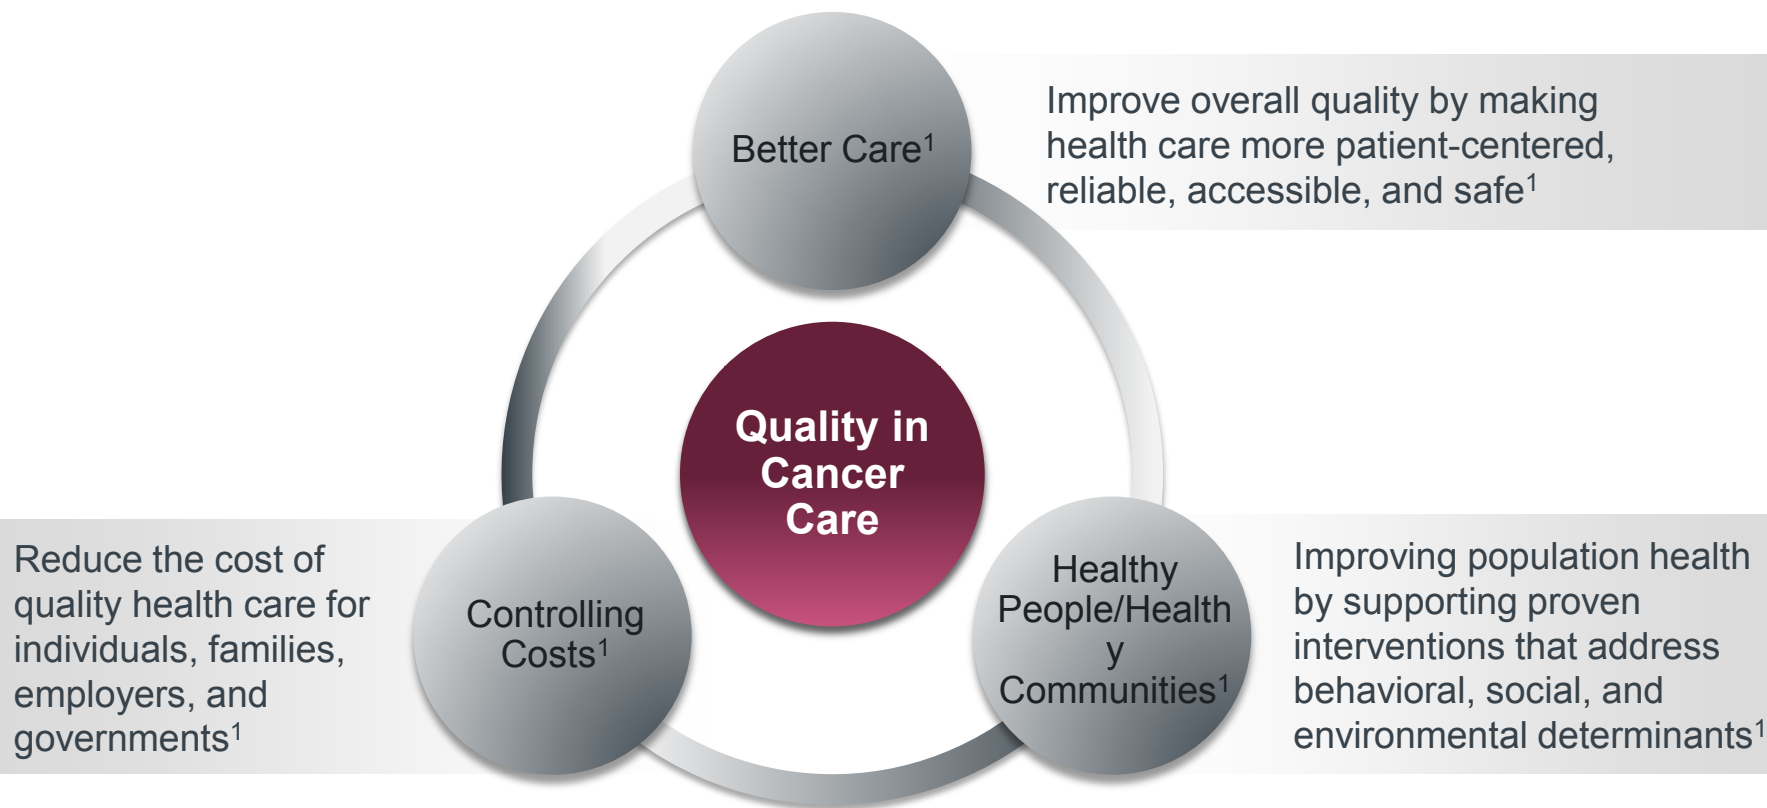 Better Care¹
Improve overall quality by making
health care more patient-centered,
reliable, accessible, and safe¹
Quality in
Cancer
Care
Reduce the cost of
quality health care for
individuals, families,
employers, and
governments¹
Controlling
Costs¹
Healthy
People/Health
y
Communities¹
Improving population health
by supporting proven
interventions that address
behavioral, social, and
environmental determinants¹